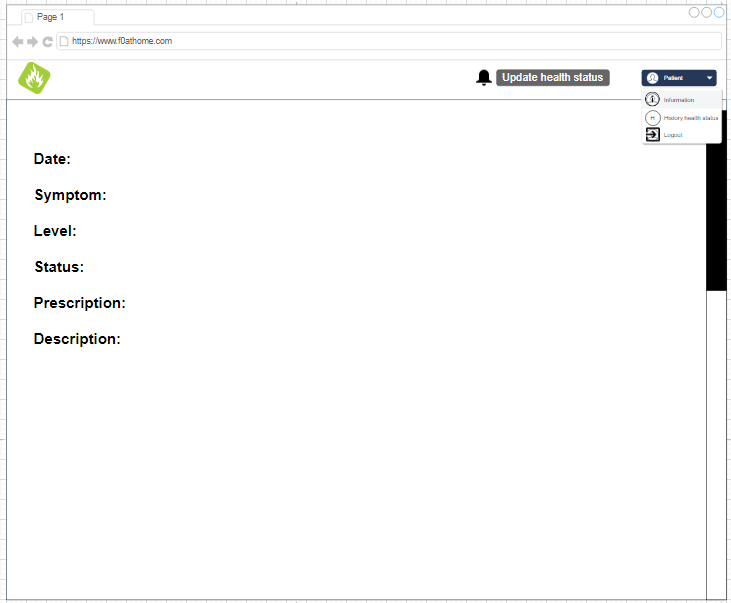 Page 1
https://www.f0athome.com
Update health status
Patient
Information
H
History health status
Logout
Date:
Symptom:
Level:
Status:
Prescription:
Description: